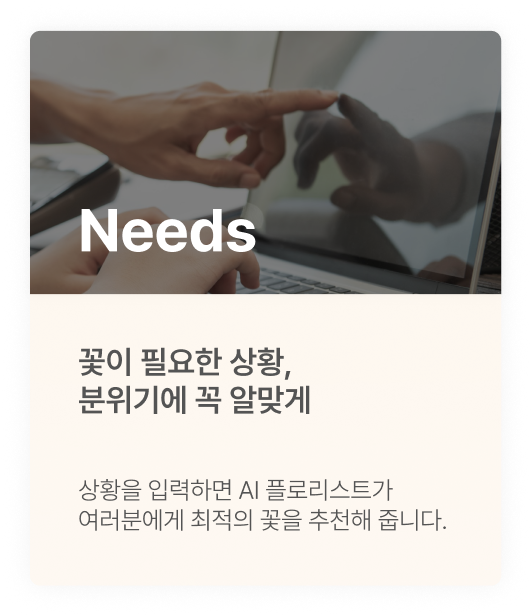 Needs
꽃이 필요한 상황,
분위기에 꼭 알맞게
상황을 입력하면 AI 플로리스트가
여러분에게 최적의 꽃을 추천해 줍니다.